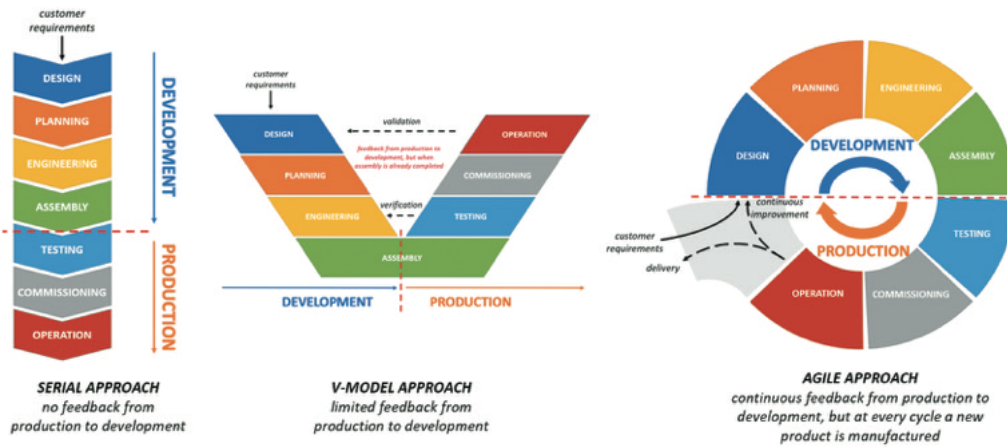 customer
requirements
DESIGN
PLANNING
ENGINEERING
ASSEMBLY
TESTING
COMMISSIONING
OPERATION
DEVELOPMENT
PRODUCTION
SERIAL APPROACH
no feedback from
production to development
customer
requirements
DESIGN
PLANNING
ENGINEERING
ASSEMBLY
OPERATION
COMMISSIONING
TESTING
validation
feedback from production to
development, but when
assembly is already completed
verification
DEVELOPMENT
PRODUCTION
V-MODEL APPROACH
limited feedback from
production to development
PLANNING
ENGINEERING
DESIGN
ASSEMBLY
DEVELOPMENT
continuous
improvement
customer
requirements
delivery
PRODUCTION
TESTING
OPERATION
COMMISSIONING
AGILE APPROACH
continuous feedback from production to
development, but at every cycle a new
product is manufactured